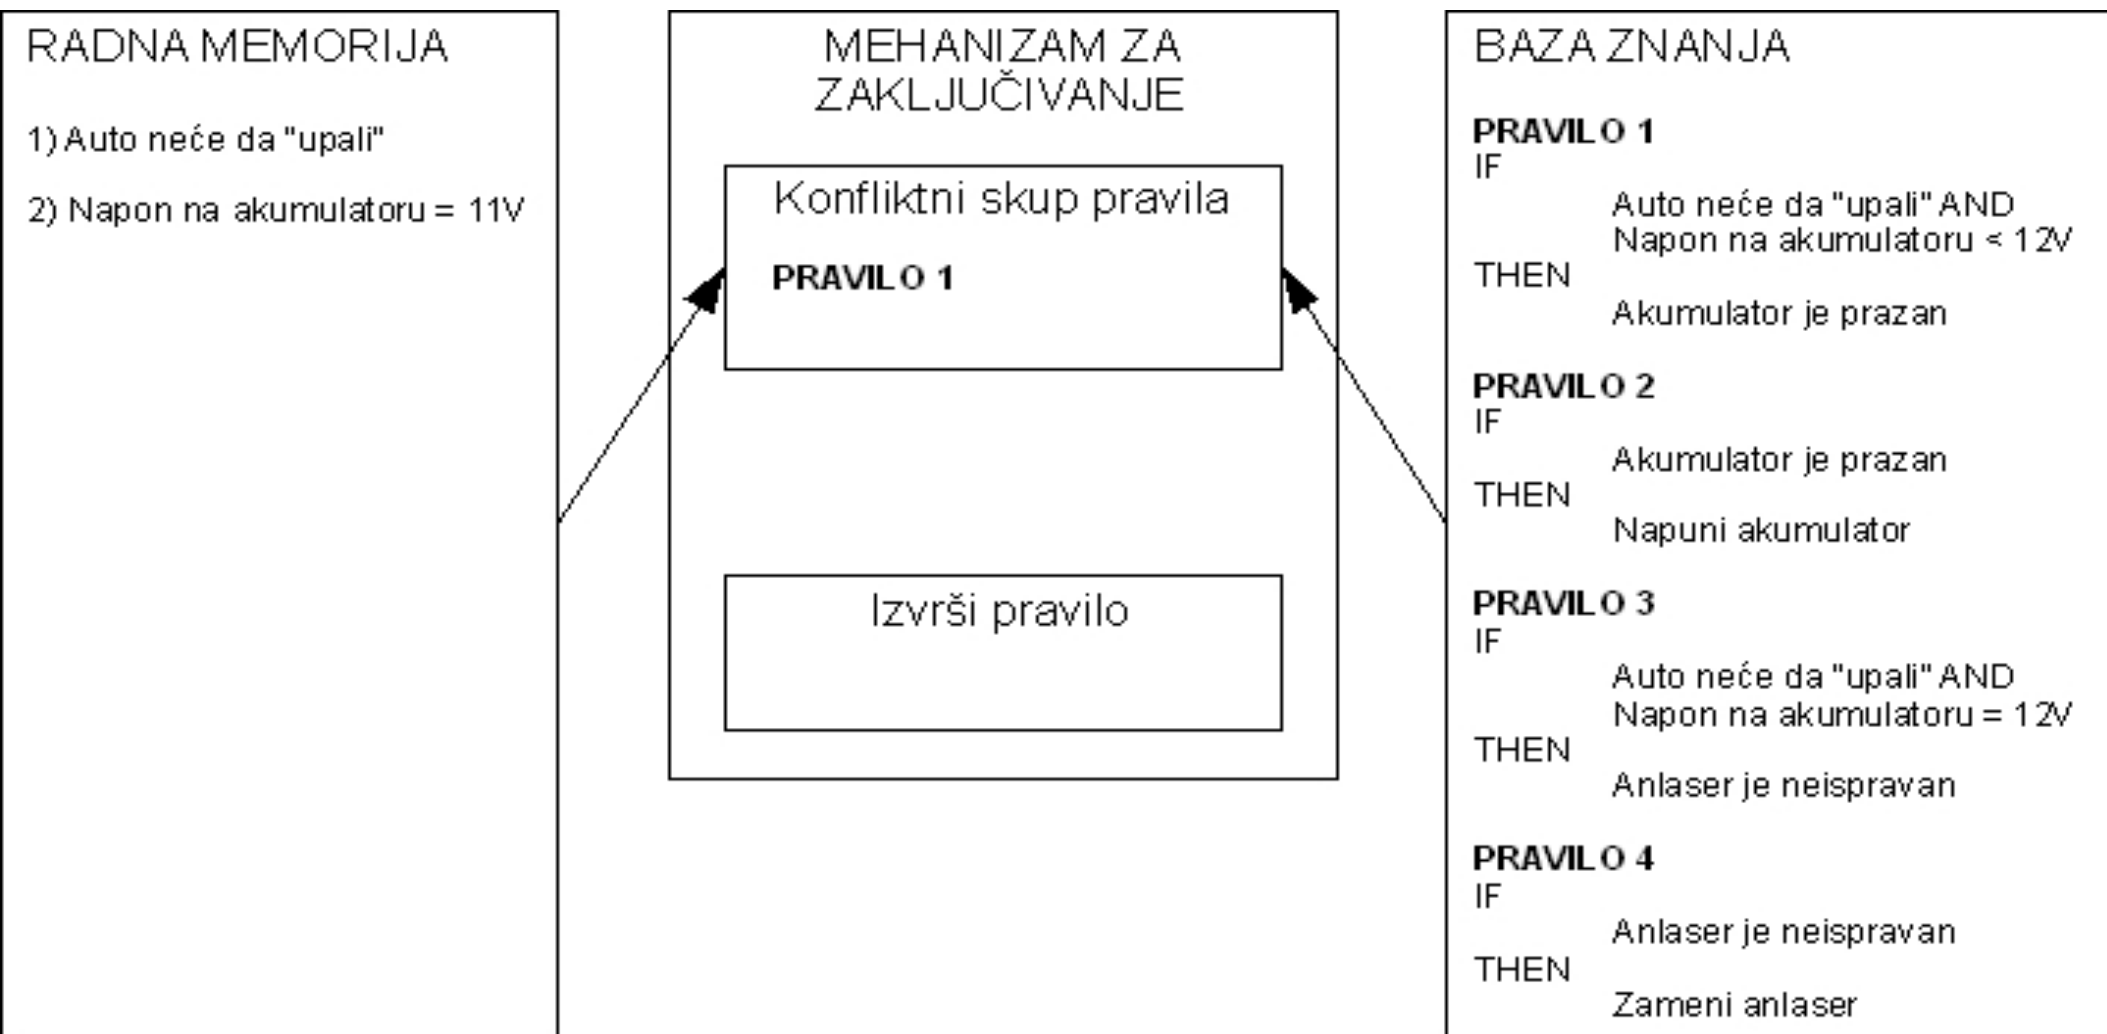 RADNA MEMORIJA
1) Auto neće da "upali"
2) Napon na akumulatoru = 11V
MEHANIZAM ZA
ZAKLJUČIVANJE
Konfliktni skup pravila
PRAVILO 1
Izvrši pravilo
BAZA ZNANJA
PRAVILO 1
IF
Auto neće da "upali" AND
Napon na akumulatoru < 12V
THEN
Akumulator je prazan
PRAVILO 2
IF
Akumulator je prazan
THEN
Napuni akumulator
PRAVILO 3
IF
Auto neće da "upali" AND
Napon na akumulatoru = 12V
THEN
Anlaser je neispravan
PRAVILO 4
IF
Anlaser je neispravan
THEN
Zameni anlaser